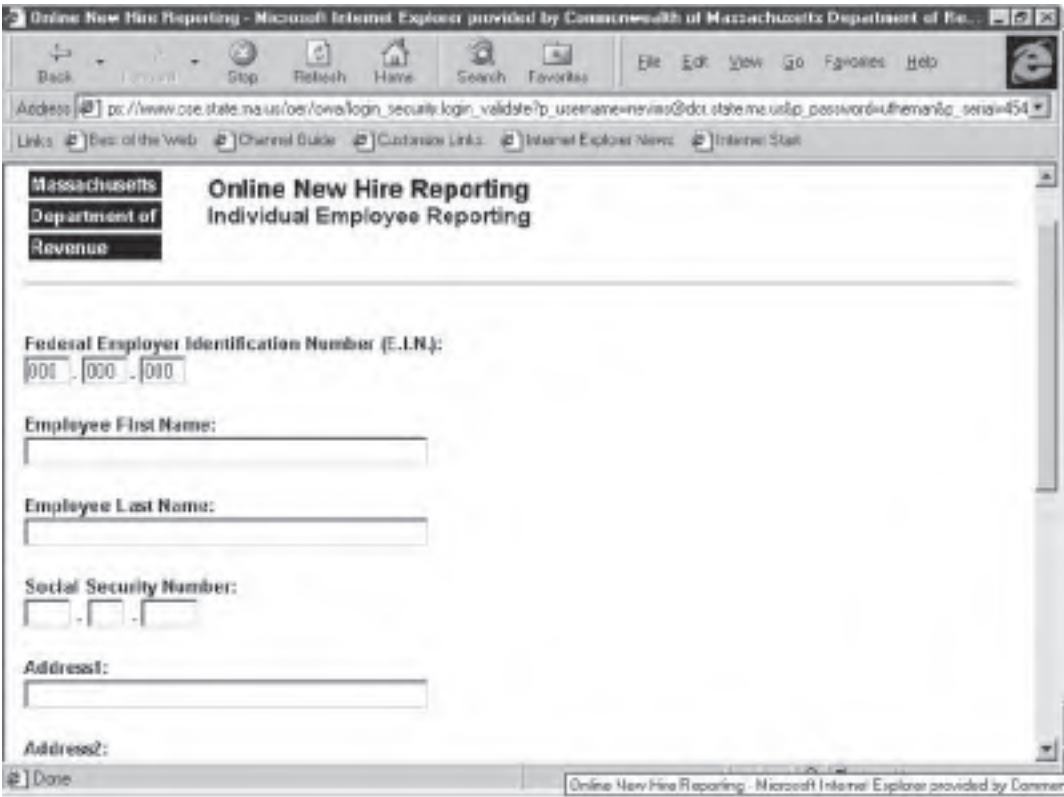 Online New Hire Reporting - Microsoft Internet Explorer provided by Commonwealth of Massachusetts Department of Re...
Back Forward Stop Refresh Home Search Favorites File Edit View Go Favorites Help
Address
Links Best of the Web Channel Guide Customize Links Internet Explorer News Internet Start
Massachusetts
Department of
Revenue
Online New Hire Reporting
Individual Employee Reporting
Federal Employer Identification Number (E.I.N.):
000 . 000 . 000
Employee First Name:
Employee Last Name:
Social Security Number:
- -
Address1:
Address2:
Done
Online New Hire Reporting - Microsoft Internet Explorer provided by Common